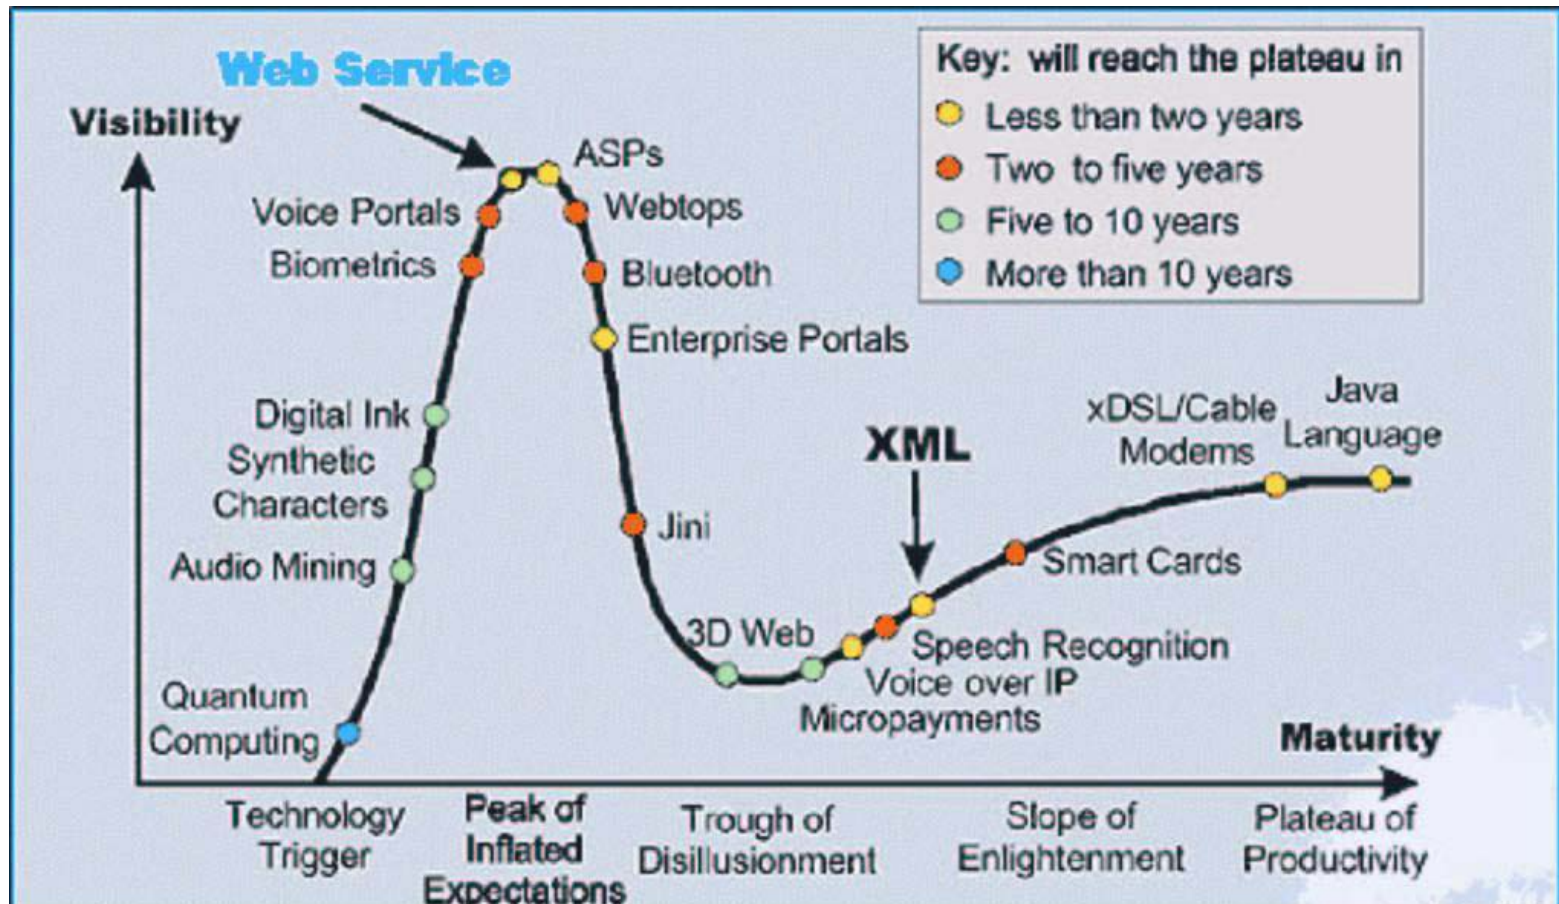 Web Service
Visibility
Key: will reach the plateau in
Less than two years
Two to five years
Five to 10 years
More than 10 years
ASPs
Voice Portals
Webtops
Biometrics
Bluetooth
Enterprise Portals
Digital Ink
Synthetic
Characters
Audio Mining
Jini
XML
xDSL/Cable
Modems
Java
Language
Smart Cards
3D Web
Speech Recognition
Voice over IP
Micropayments
Quantum
Computing
Maturity
Technology
Trigger
Peak of
Inflated
Expectations
Trough of
Disillusionment
Slope of
Enlightenment
Plateau of
Productivity